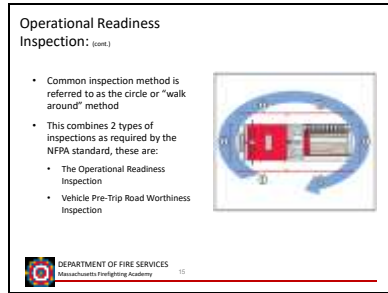 Operational Readiness
Inspection: (cont.)
• Common inspection method is
referred to as the circle or “walk
around” method
• This combines 2 types of
inspections as required by the
NFPA standard, these are:
• The Operational Readiness
Inspection
• Vehicle Pre-Trip Road Worthiness
Inspection
DEPARTMENT OF FIRE SERVICES
Massachusetts Firefighting Academy
15